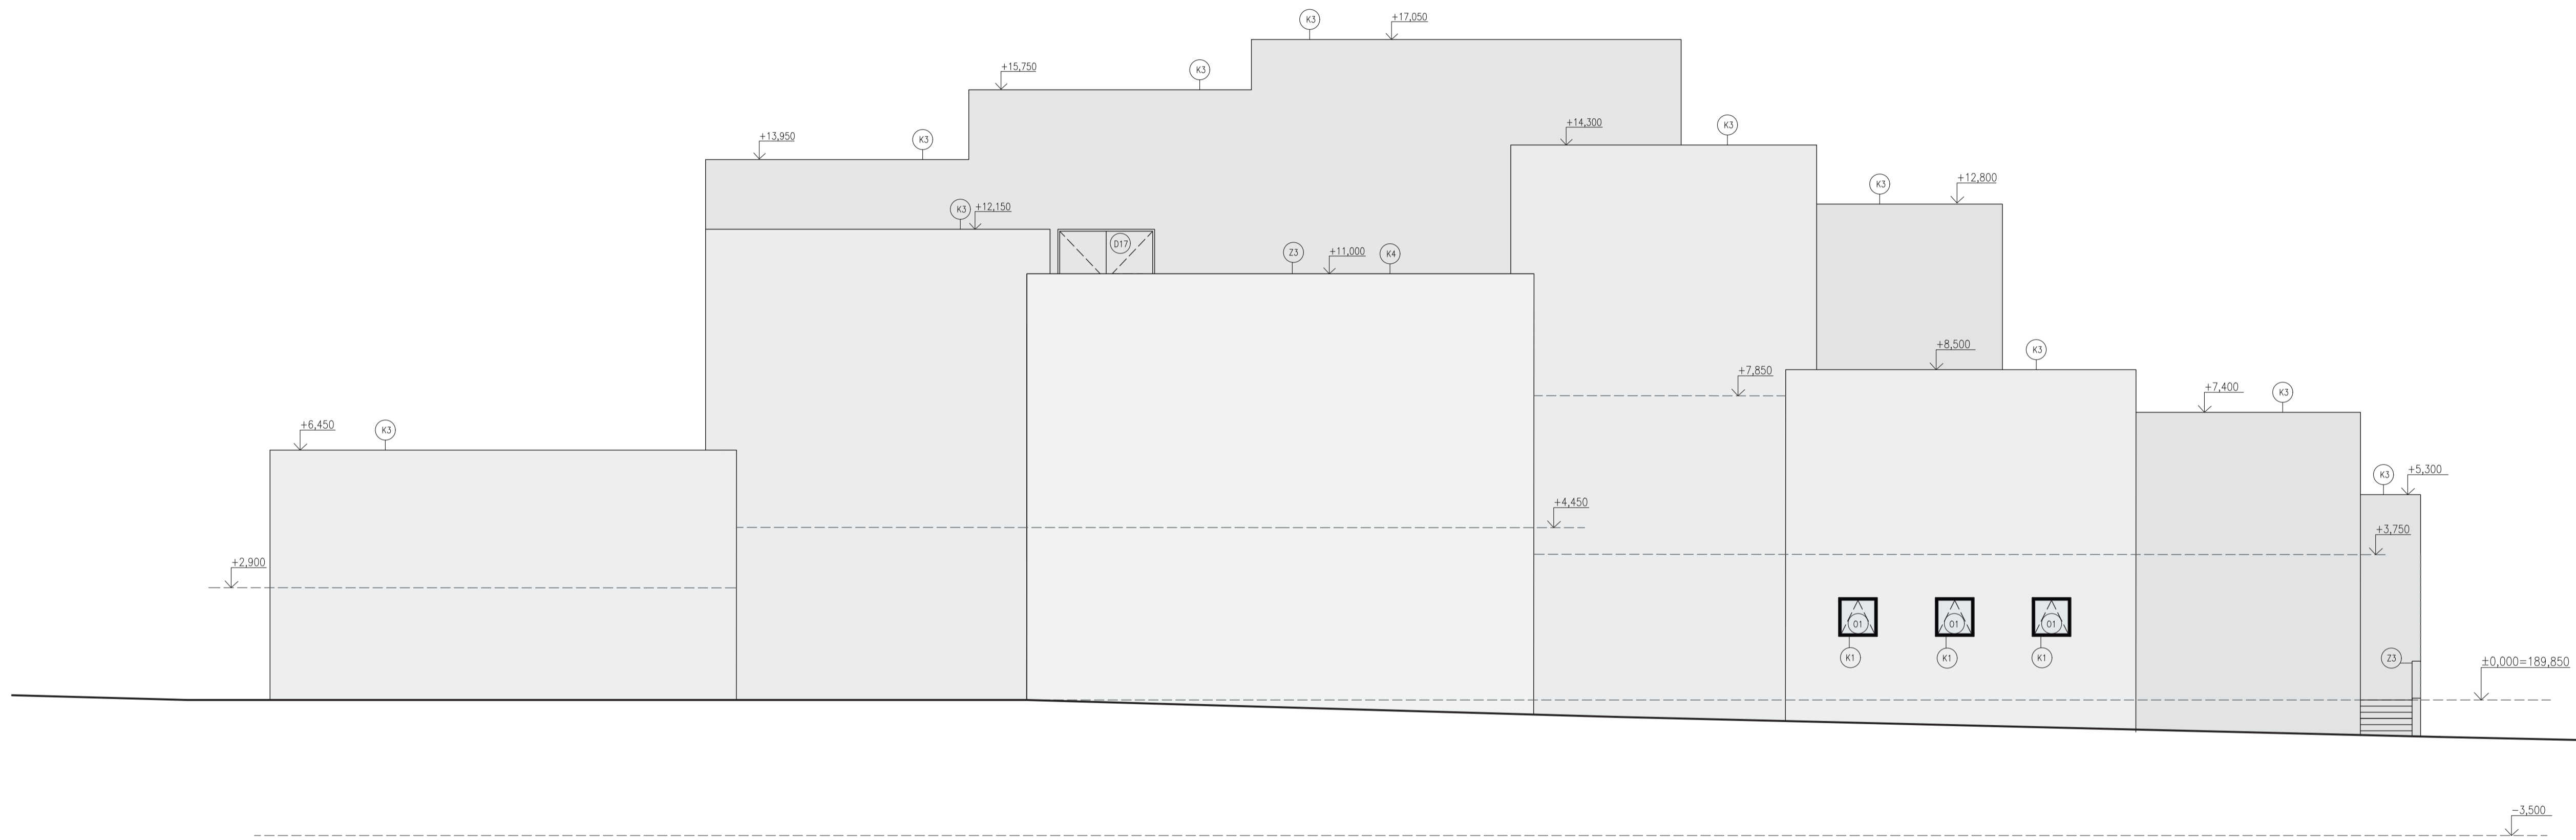 K3
+17,050
+15,750
K3
+14,300
K3
+13,950
K3
+12,800
K3
K3
+12,150
D17
Z3
+11,000
K4
+8,500
K3
+7,850
+7,400
K3
+6,450
K3
K3
+5,300
+4,450
+3,750
+2,900
O1
O1
O1
K1
K1
K1
Z3
±0,000=189,850
-3,500